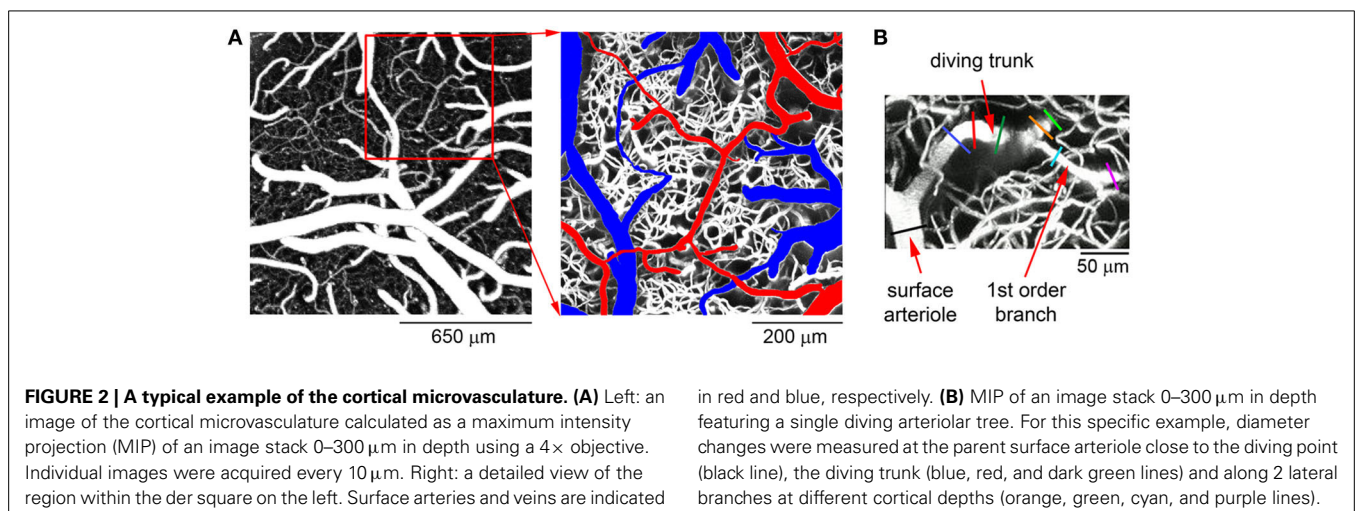 A
B
diving trunk
surface
arteriole
1st order
branch
50 μm
650 μm
200 μm
FIGURE 2 | A typical example of the cortical microvasculature. (A) Left: an
image of the cortical microvasculature calculated as a maximum intensity
projection (MIP) of an image stack 0–300 μm in depth using a 4× objective.
Individual images were acquired every 10 μm. Right: a detailed view of the
region within the der square on the left. Surface arteries and veins are indicated
in red and blue, respectively. (B) MIP of an image stack 0–300 μm in depth
featuring a single diving arteriolar tree. For this specific example, diameter
changes were measured at the parent surface arteriole close to the diving point
(black line), the diving trunk (blue, red, and dark green lines) and along 2 lateral
branches at different cortical depths (orange, green, cyan, and purple lines).